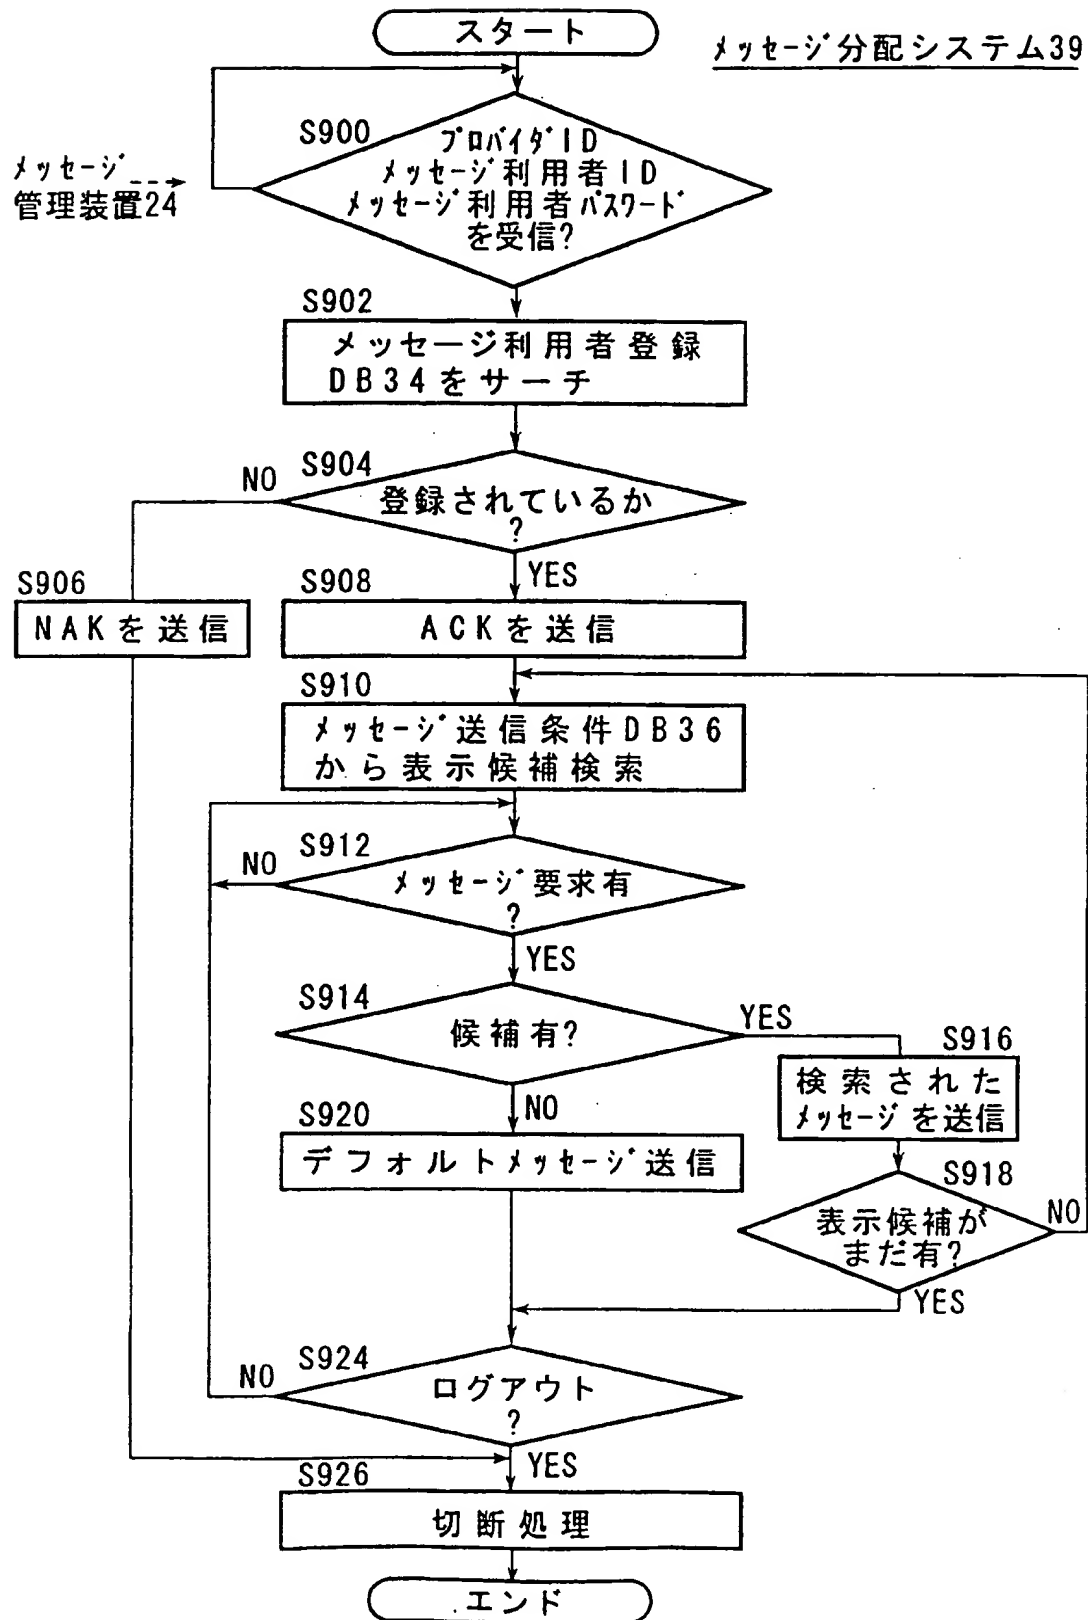 スタート
メッセージ分配システム39
S900
プロバイダID
メッセージ利用者ID
メッセージ利用者パスワード
を受信?
メッセージ
管理装置24
S902
メッセージ利用者登録
DB34をサーチ
S904
NO
登録されているか
?
YES
S906
NAKを送信
S908
ACKを送信
S910
メッセージ送信条件DB36
から表示候補検索
S912
NO
メッセージ要求有
?
YES
S914
候補有?
YES
NO
S916
検索された
メッセージを送信
S920
デフォルトメッセージ送信
S918
表示候補が
まだ有?
NO
YES
S924
NO
ログアウト
?
YES
S926
切断処理
エンド